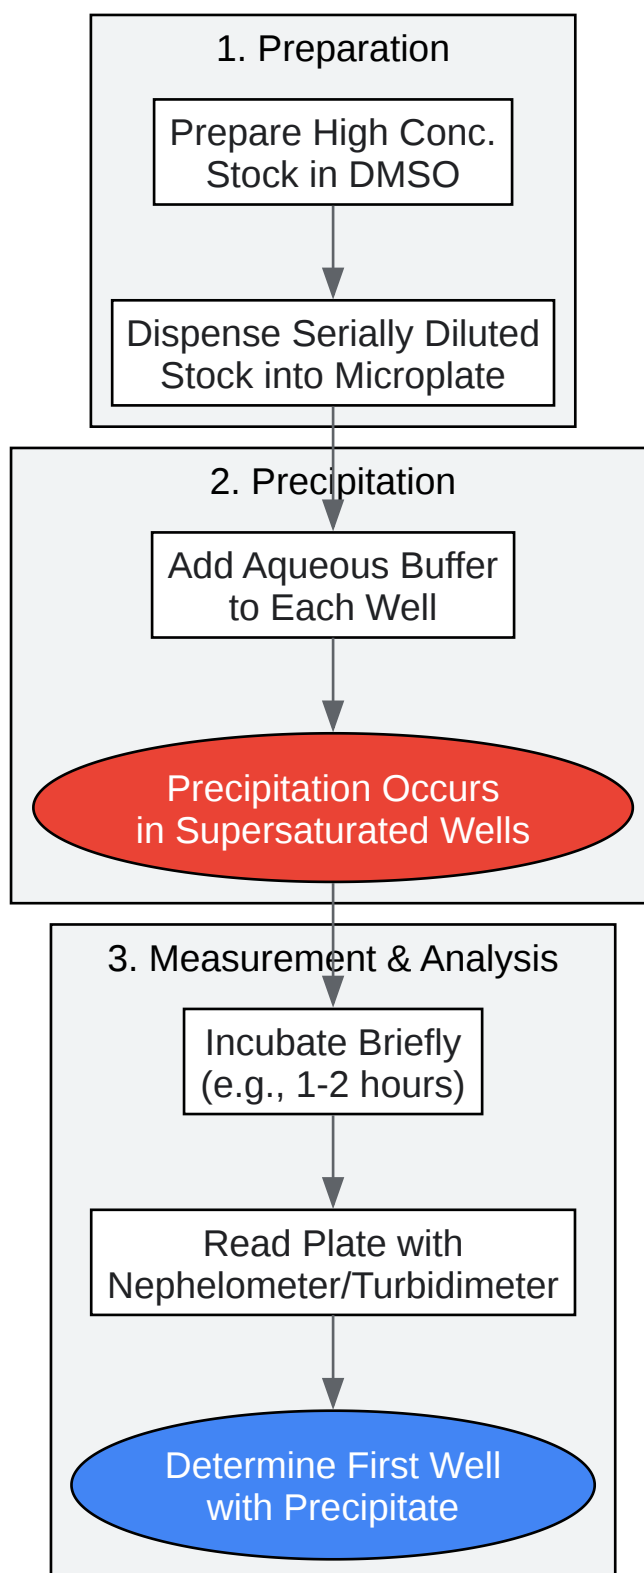 1. Preparation
Prepare High Conc.
Stock in DMSO
Dispense Serially Diluted
Stock into Microplate
2. Precipitation
Add Aqueous Buffer
to Each Well
Precipitation Occurs
in Supersaturated Wells
3. Measurement & Analysis
Incubate Briefly
(e.g., 1-2 hours)
Read Plate with
Nephelometer/Turbidimeter
Determine First Well
with Precipitate